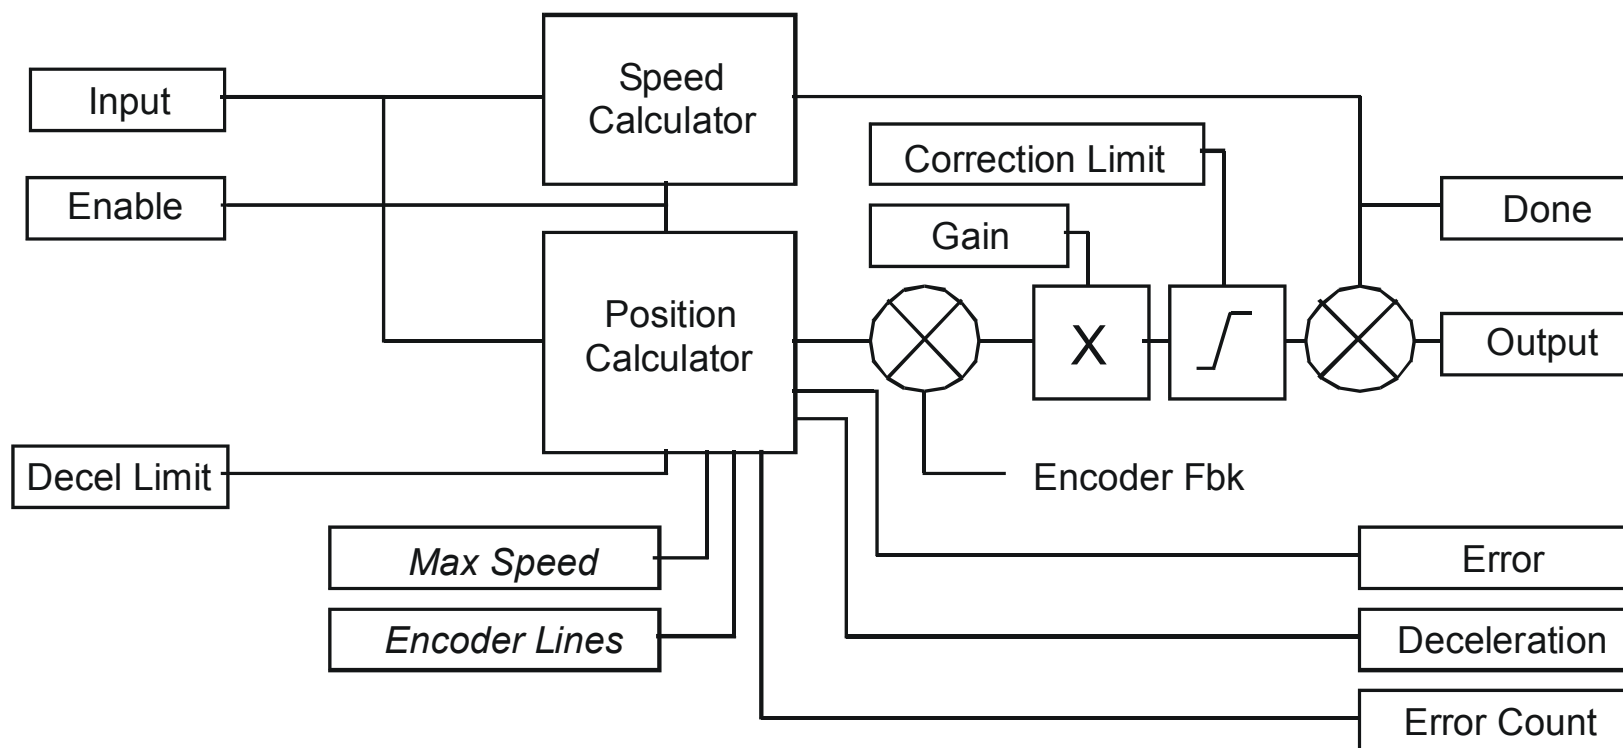 Speed
Calculator
Input
Correction Limit
Enable
Done
Gain
Position
Calculator
X
Output
Decel Limit
Encoder Fbk
Max Speed
Error
Encoder Lines
Deceleration
Error Count